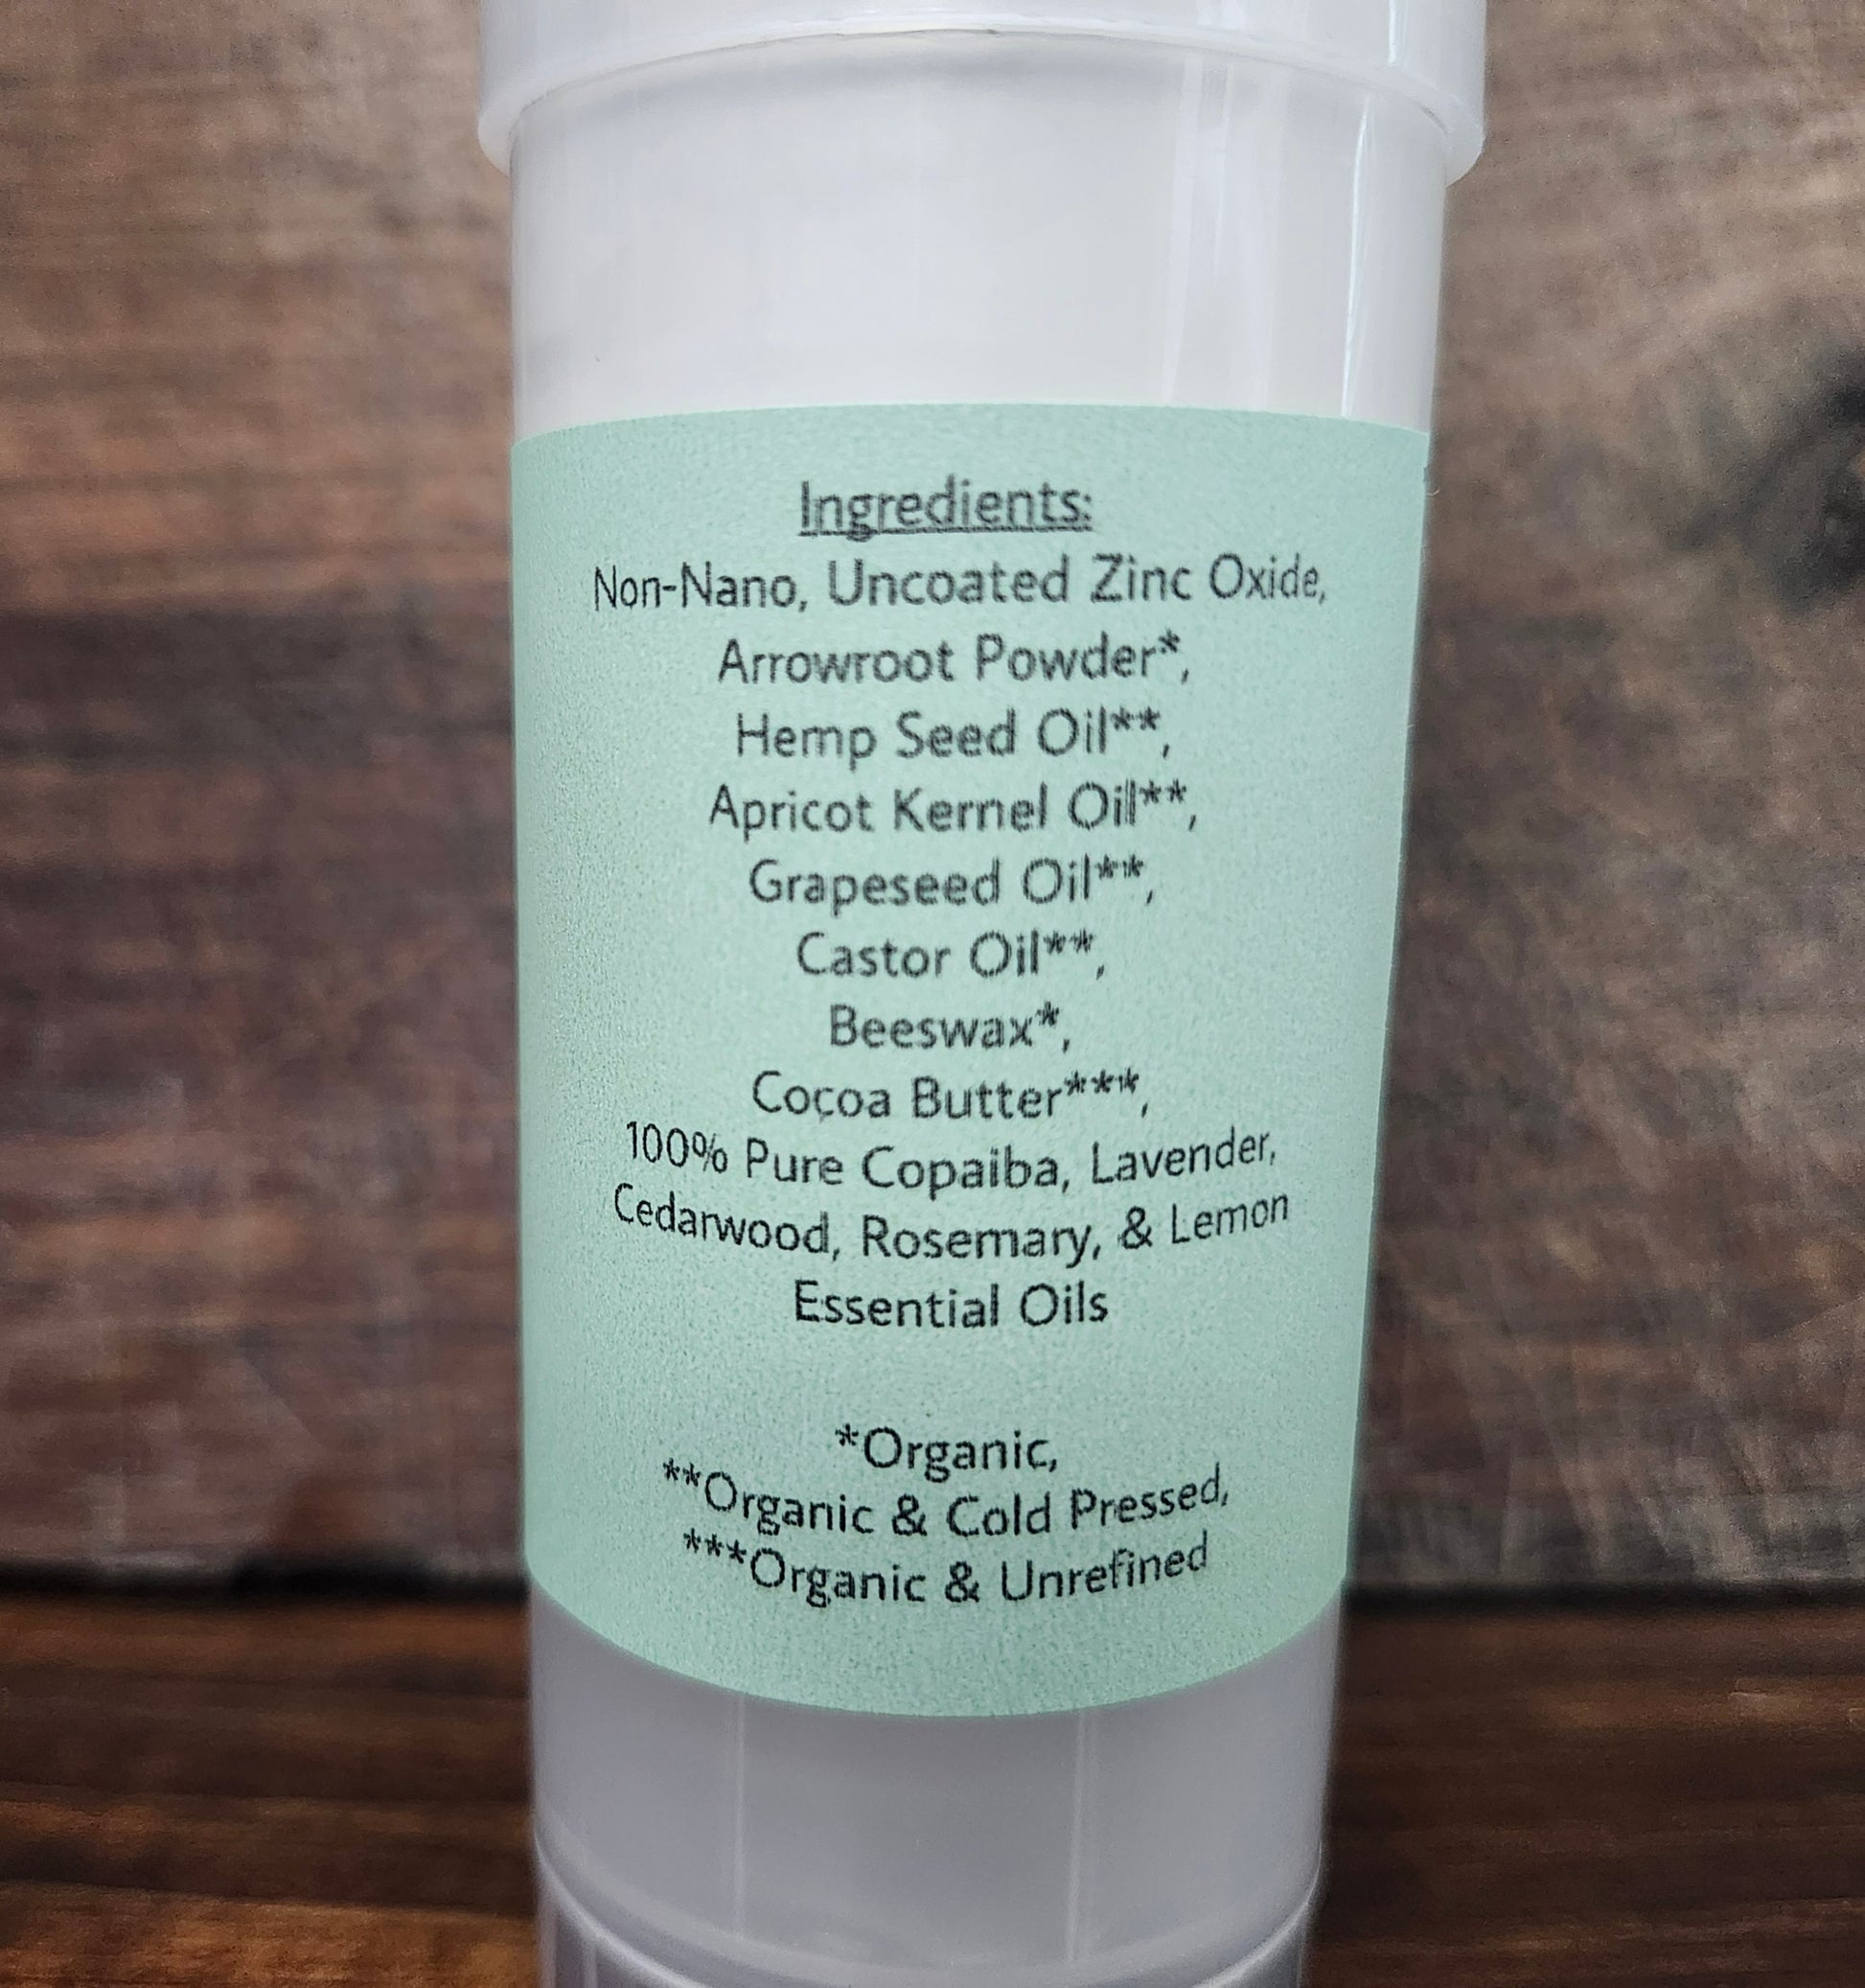 Ingredients:
Non-Nano, Uncoated Zinc Oxide,
Arrowroot Powder*,
Hemp Seed Oil**,
Apricot Kernel Oil**,
Grapeseed Oil**,
Castor Oil**,
Beeswax*,
Cocoa Butter***,
100% Pure Copaiba, Lavender,
Cedarwood, Rosemary, & Lemon
Essential Oils
*Organic,
**Organic & Cold Pressed,
***Organic & Unrefined